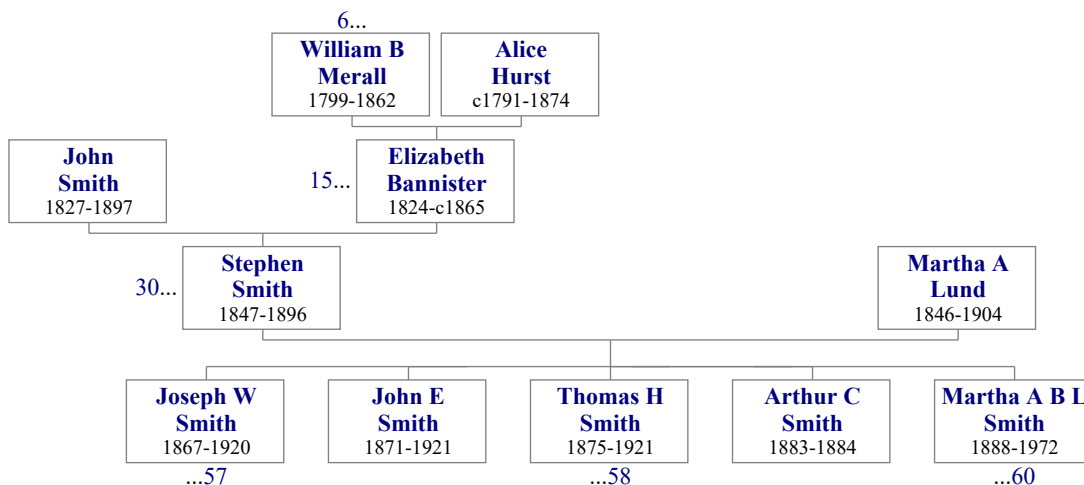 6...
William B
Merall
1799-1862
Alice
Hurst
c1791-1874
John
Smith
1827-1897
15...
Elizabeth
Bannister
1824-c1865
30...
Stephen
Smith
1847-1896
Martha A
Lund
1846-1904
Joseph W
Smith
1867-1920
...57
John E
Smith
1871-1921
Thomas H
Smith
1875-1921
...58
Arthur C
Smith
1883-1884
Martha A B L
Smith
1888-1972
...60